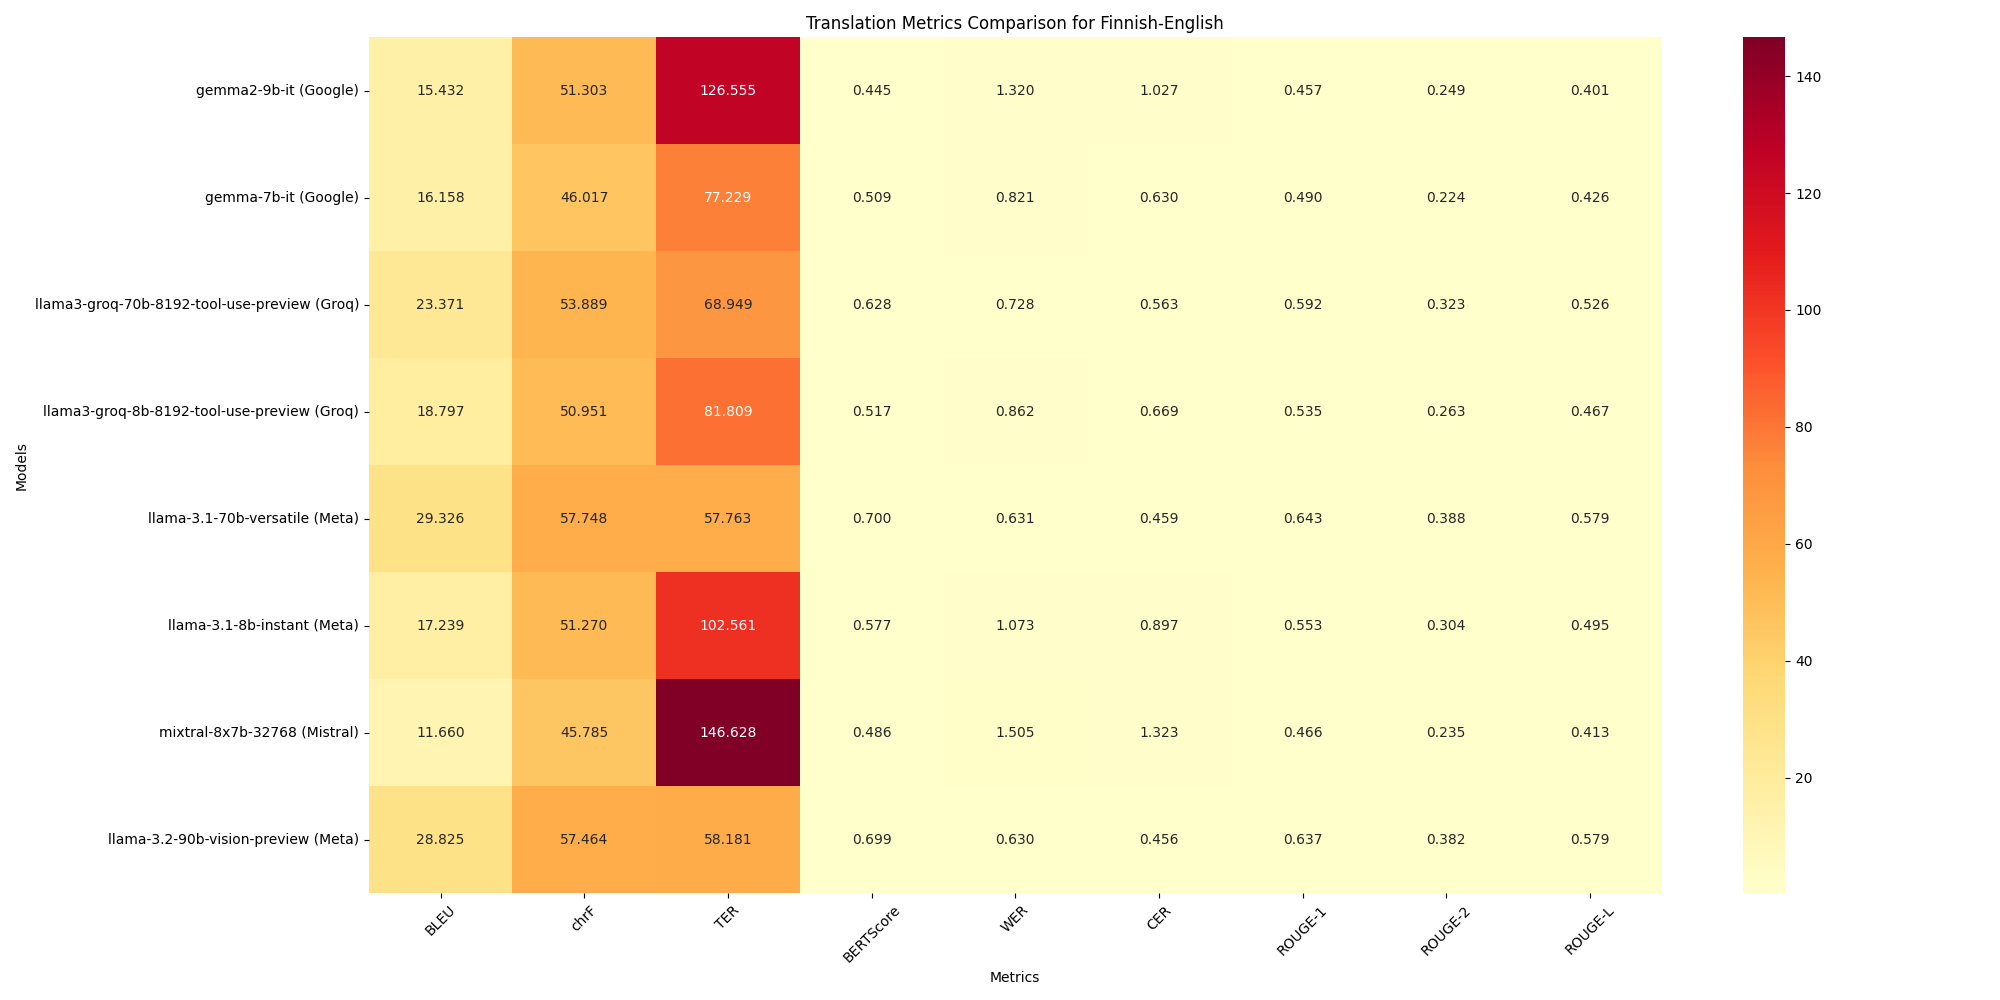 Translation Metrics Comparison for Finnish-English
gemma2-9b-it (Google) 15.432 51.303 126.555 0.445 1.320 1.027 0.457 0.249 0.401
gemma-7b-it (Google) 16.158 46.017 77.229 0.509 0.821 0.630 0.490 0.224 0.426
llama3-groq-70b-8192-tool-use-preview (Groq) 23.371 53.889 68.949 0.628 0.728 0.563 0.592 0.323 0.526
llama3-groq-8b-8192-tool-use-preview (Groq) 18.797 50.951 81.809 0.517 0.862 0.669 0.535 0.263 0.467
llama-3.1-70b-versatile (Meta) 29.326 57.748 57.763 0.700 0.631 0.459 0.643 0.388 0.579
llama-3.1-8b-instant (Meta) 17.239 51.270 102.561 0.577 1.073 0.897 0.553 0.304 0.495
mixtral-8x7b-32768 (Mistral) 11.660 45.785 146.628 0.486 1.505 1.323 0.466 0.235 0.413
llama-3.2-90b-vision-preview (Meta) 28.825 57.464 58.181 0.699 0.630 0.456 0.637 0.382 0.579
BLEU chrF TER BERTScore WER CER ROUGE-1 ROUGE-2 ROUGE-L
Metrics
Models
140
120
100
80
60
40
20